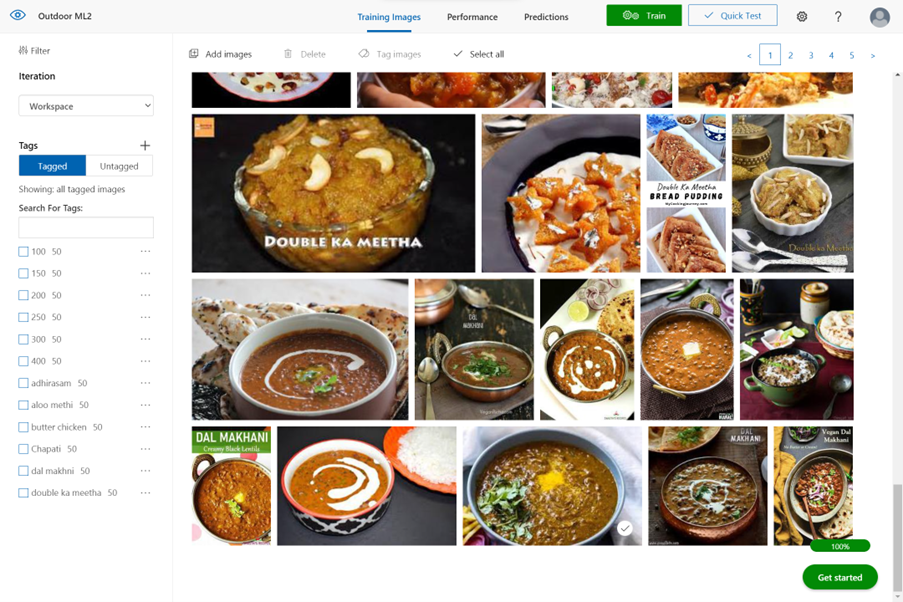 Outdoor ML2
Training Images
Performance
Predictions
Train
Quick Test
?
Filter
Iteration
Workspace
Tags
Tagged
Untagged
Showing: all tagged images
Search For Tags:
100 50
150 50
200 50
250 50
300 50
400 50
adhirasam 50
aloo methi 50
butter chicken 50
Chapati 50
dal makhni 50
double ka meetha 50
Add images
Delete
Tag images
Select all
< 1 2 3 4 5 >
DOUBLE KA MEETHA
Double Ka Meetha
BREAD PUDDING
Double ka Meetha
DAL
MAKHANI
DAL MAKHANI
Creamy Black Lentils
DAL
MAKHANI
Vegan Dal
Makhani
100%
Get started